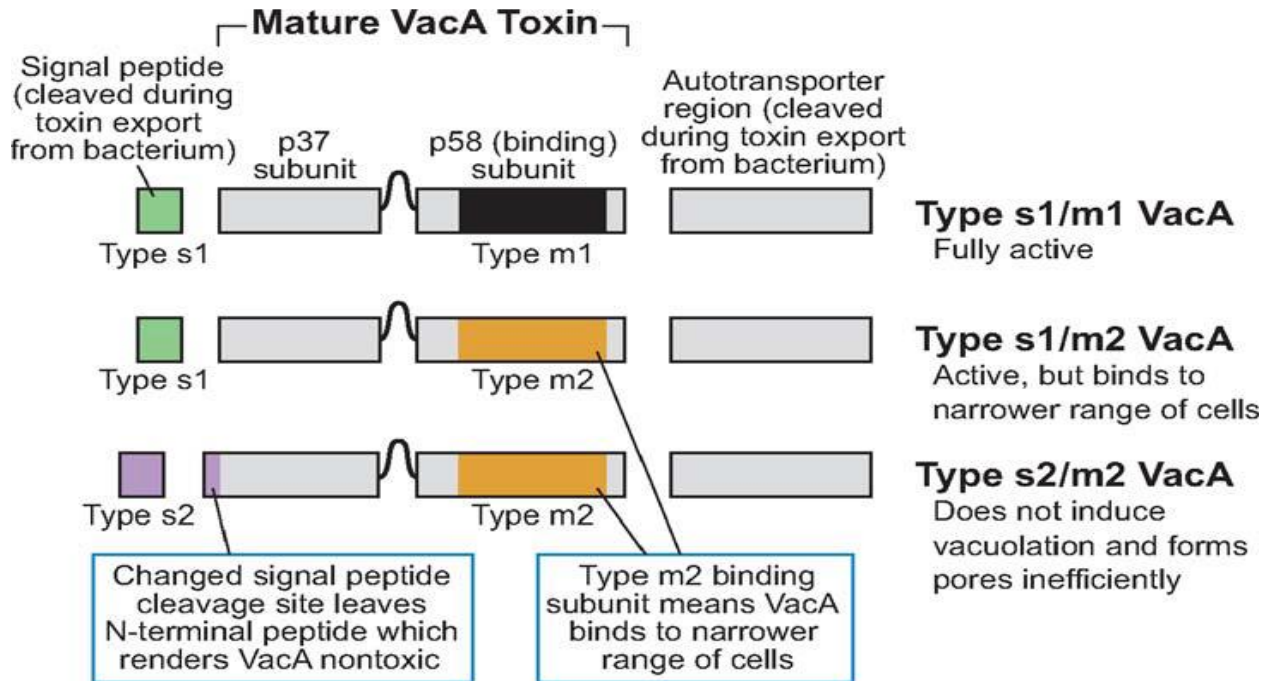 Mature VacA Toxin
Signal peptide
(cleaved during
toxin export
from bacterium)
p37
subunit
p58 (binding)
subunit
Autotransporter
region (cleaved
during toxin export
from bacterium)
Type s1
Type m1
Type s1/m1 VacA
Fully active
Type s1
Type m2
Type s1/m2 VacA
Active, but binds to
narrower range of cells
Type s2
Type m2
Type s2/m2 VacA
Does not induce
vacuolation and forms
pores inefficiently
Changed signal peptide
cleavage site leaves
N-terminal peptide which
renders VacA nontoxic
Type m2 binding
subunit means VacA
binds to narrower
range of cells